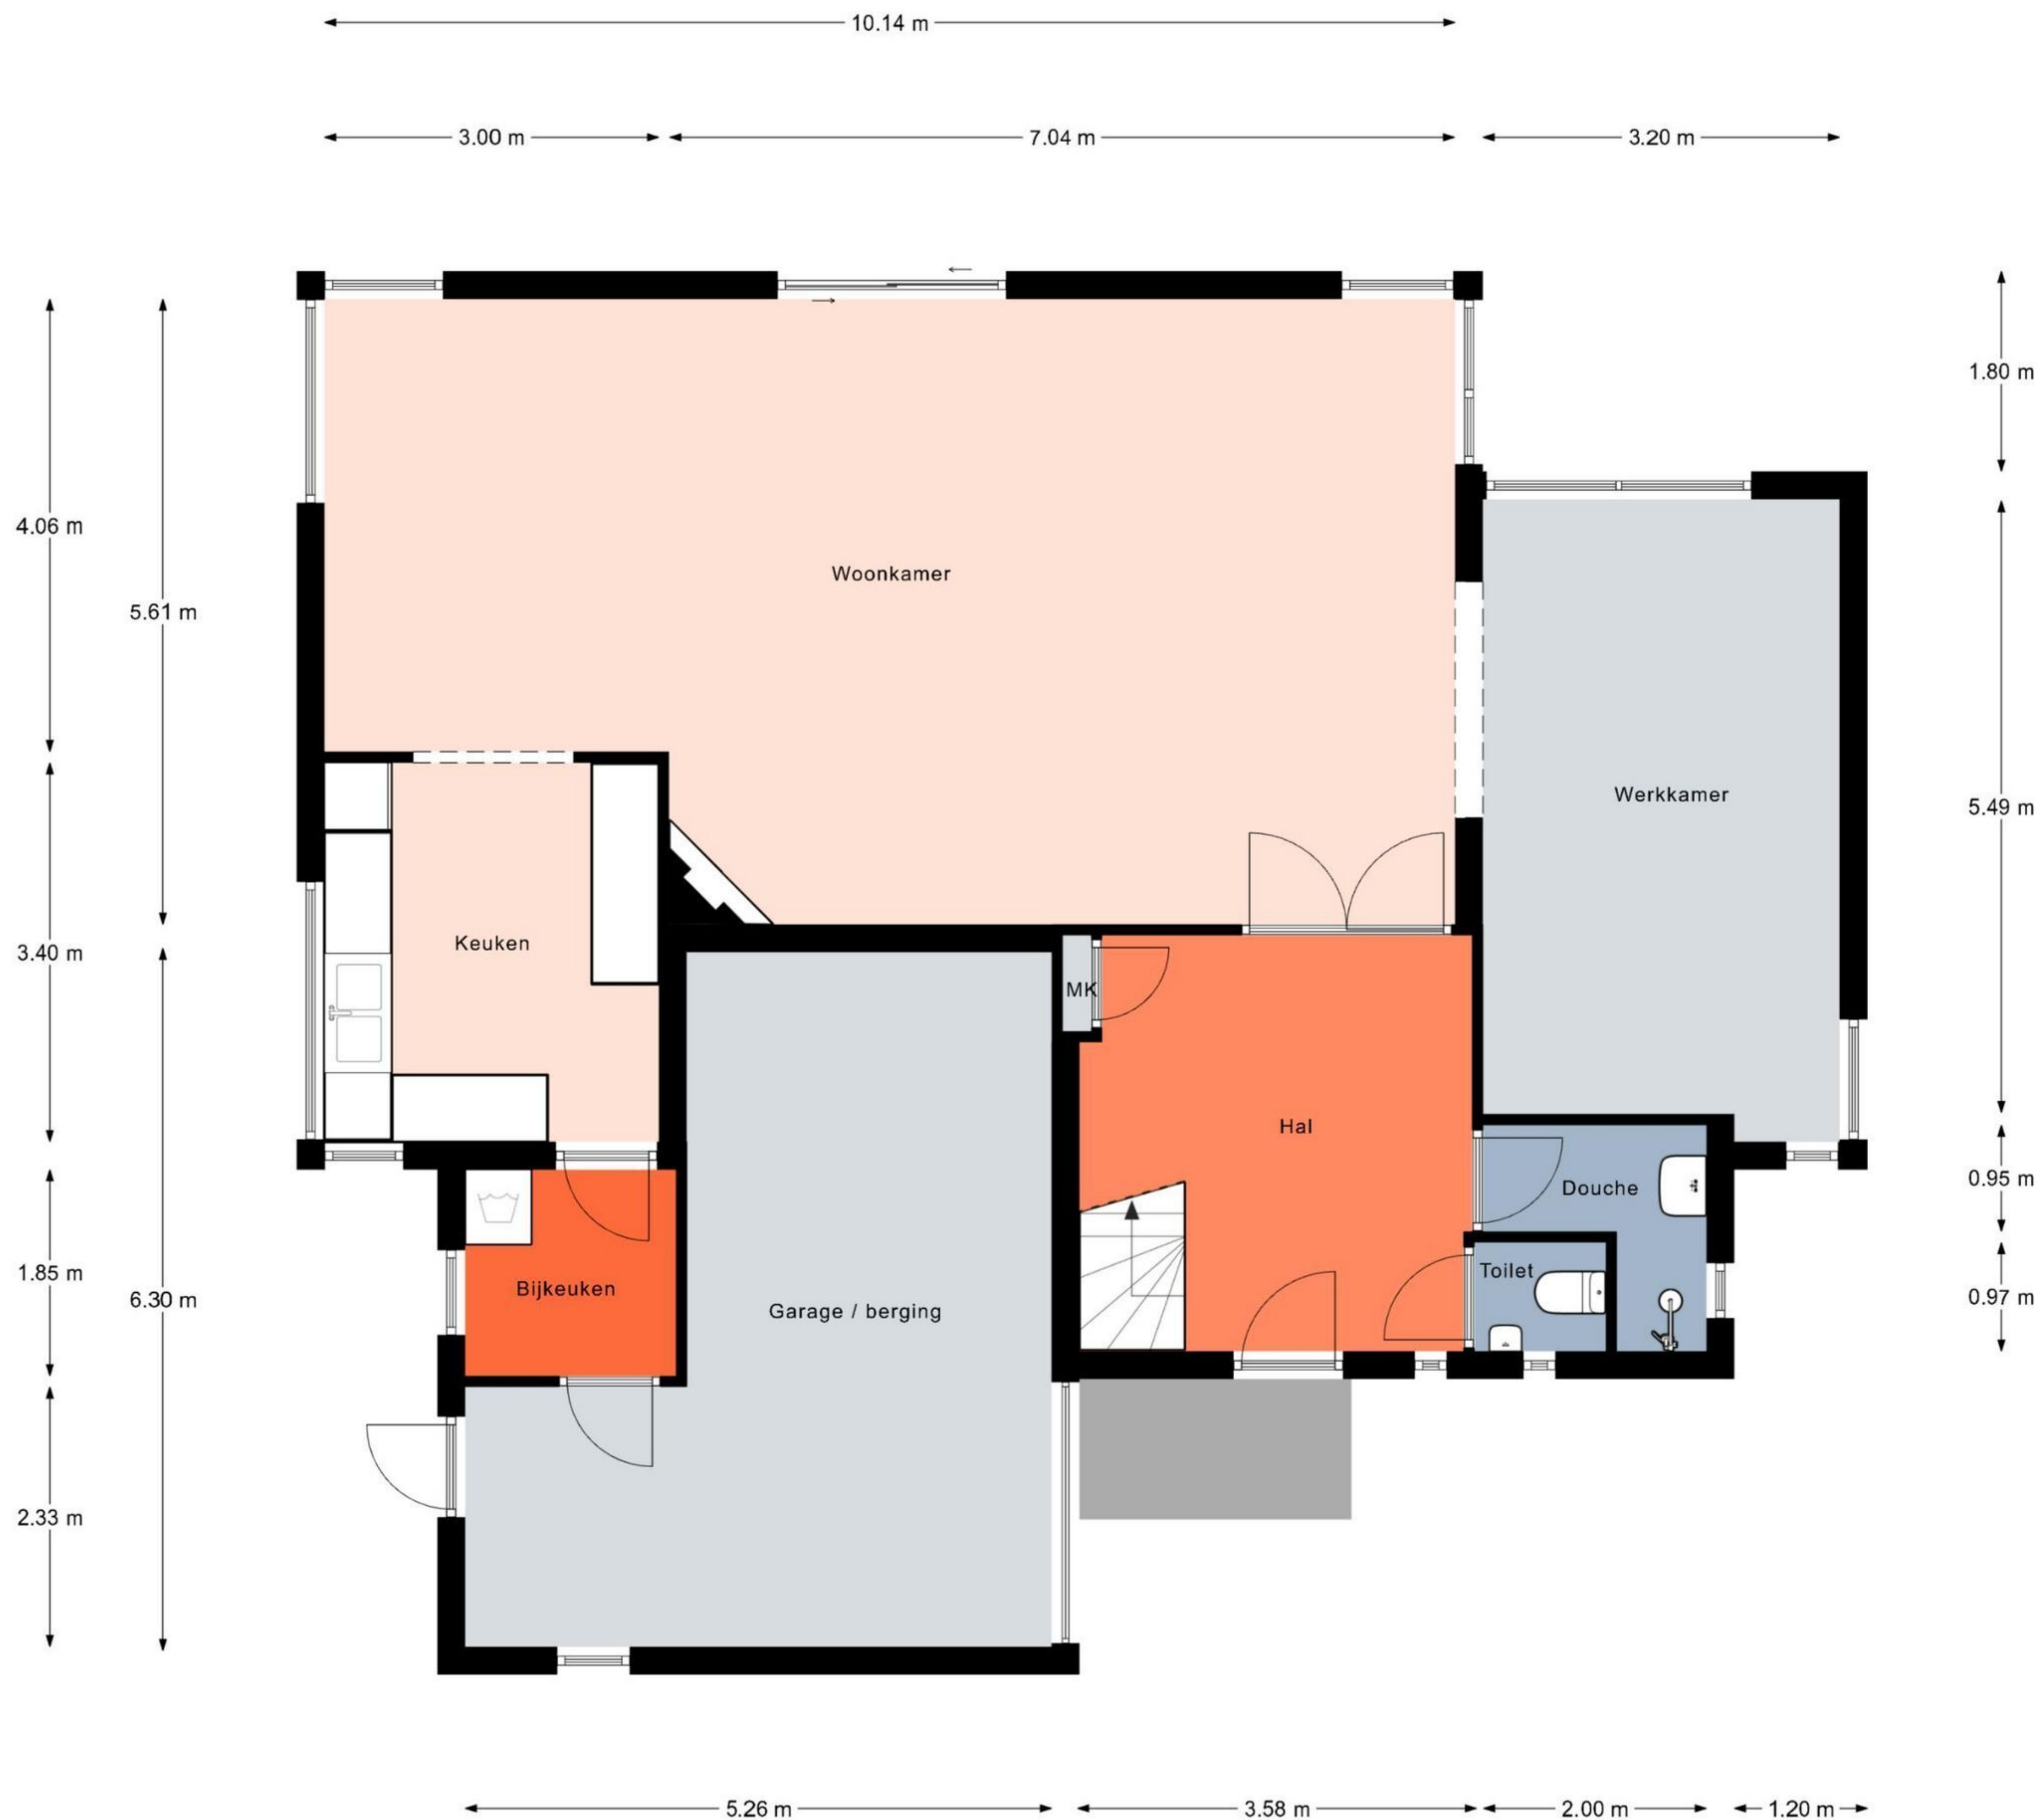 10.14 m
3.00 m
7.04 m
3.20 m
1.80 m
4.06 m
Woonkamer
5.61 m
Werkkamer
5.49 m
Keuken
3.40 m
MK
Hal
Douche
0.95 m
1.85 m
Bijkeuken
Toilet
6.30 m
0.97 m
Garage / berging
2.33 m
5.26 m
3.58 m
2.00 m
1.20 m